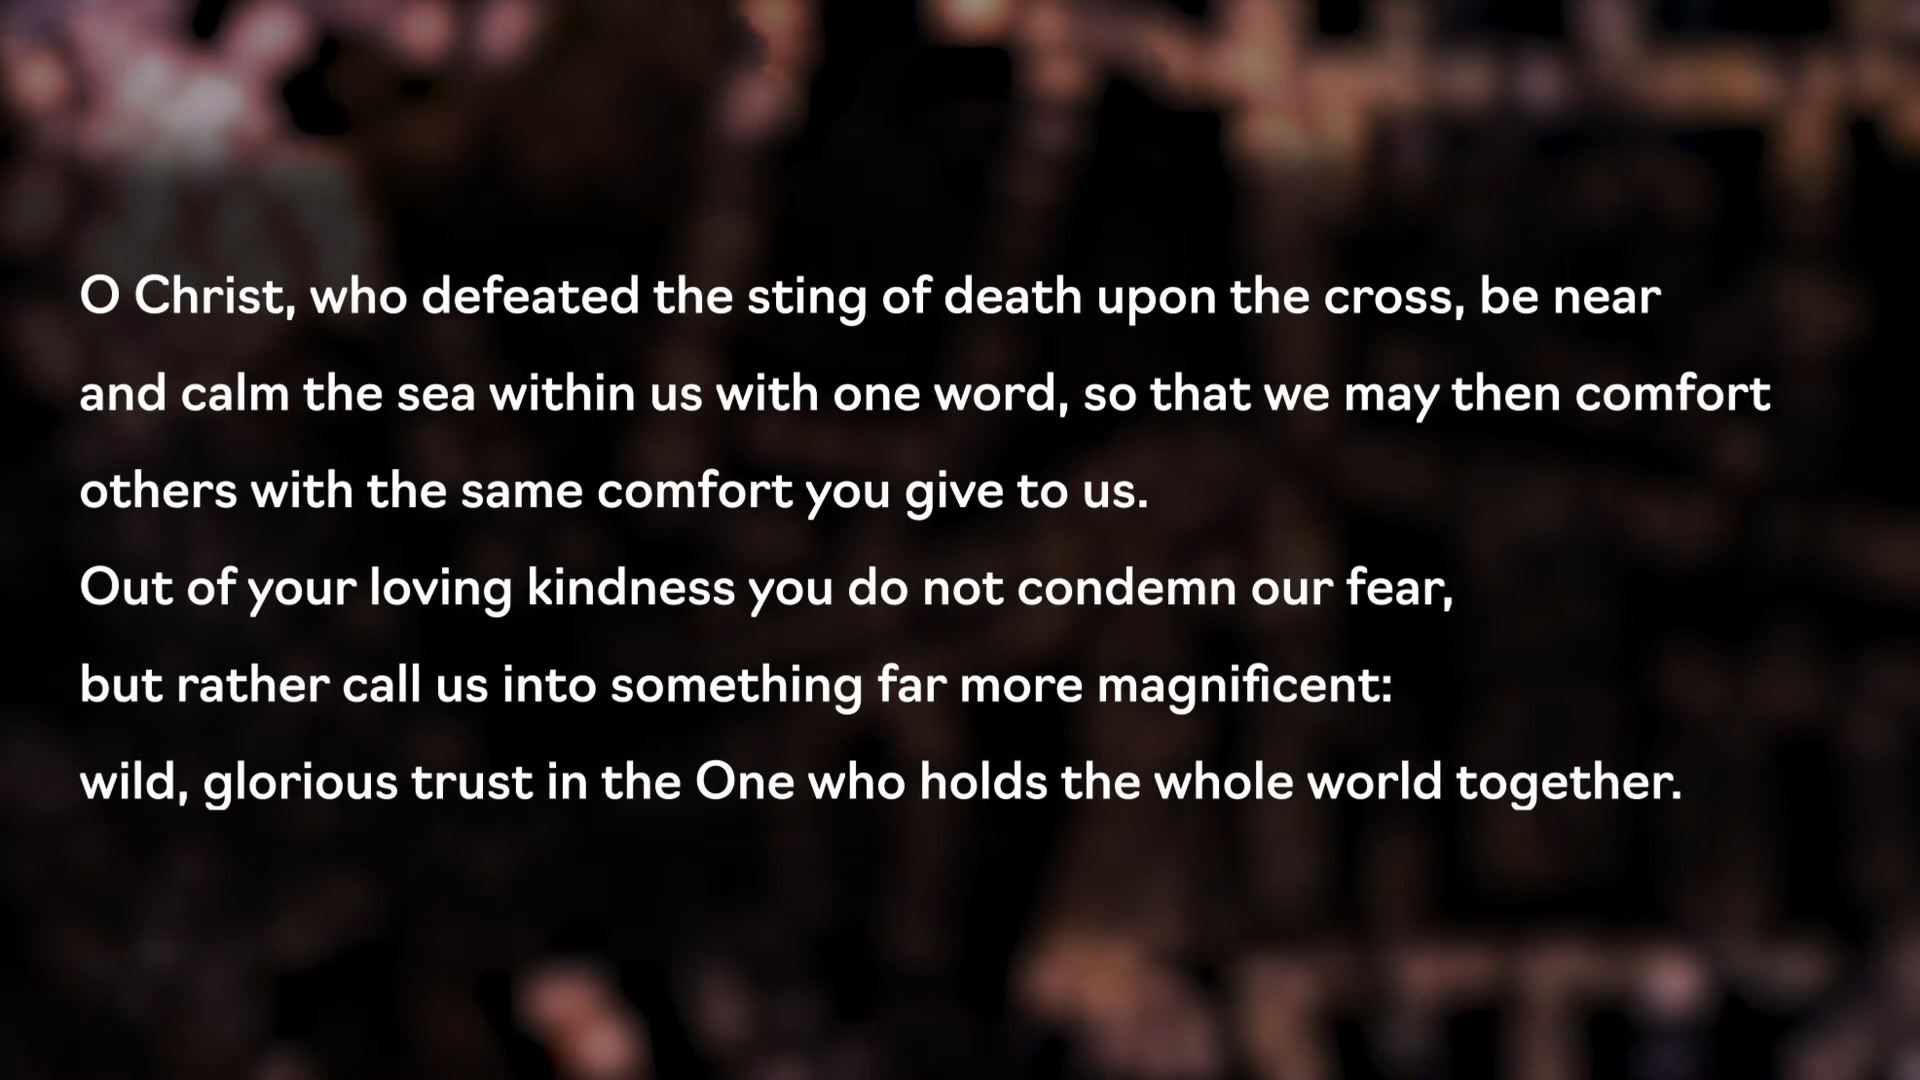 O Christ, who defeated the sting of death upon the cross, be near
and calm the sea within us with one word, so that we may then comfort
others with the same comfort you give to us.
Out of your loving kindness you do not condemn our fear,
but rather call us into something far more magnificent:
wild, glorious trust in the One who holds the whole world together.